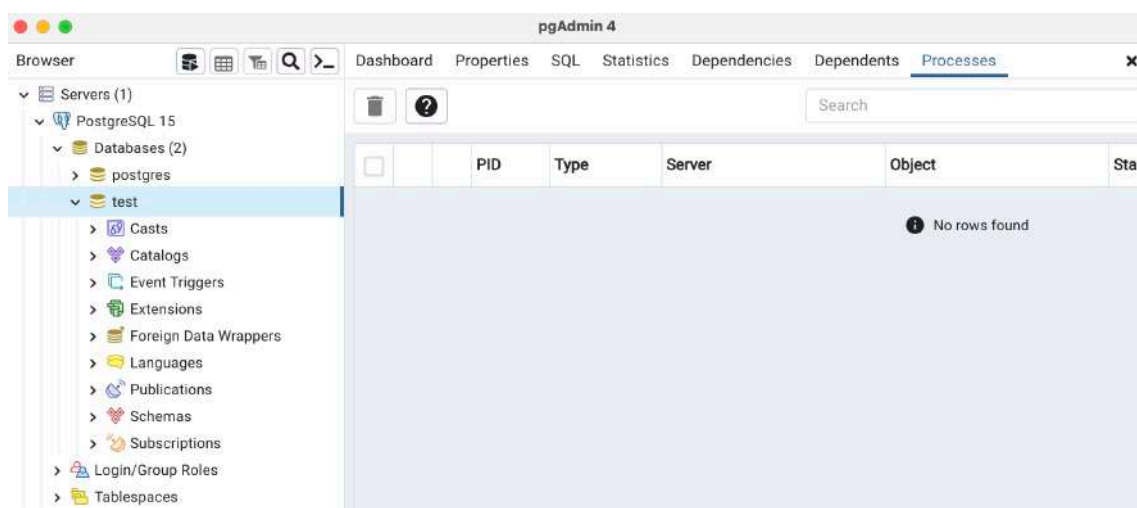 pgAdmin 4
Browser
Dashboard Properties SQL Statistics Dependencies Dependents Processes
Servers (1)
PostgreSQL 15
Databases (2)
postgres
test
Casts
Catalogs
Event Triggers
Extensions
Foreign Data Wrappers
Languages
Publications
Schemas
Subscriptions
Login/Group Roles
Tablespaces
Search
PID Type Server Object Sta
No rows found